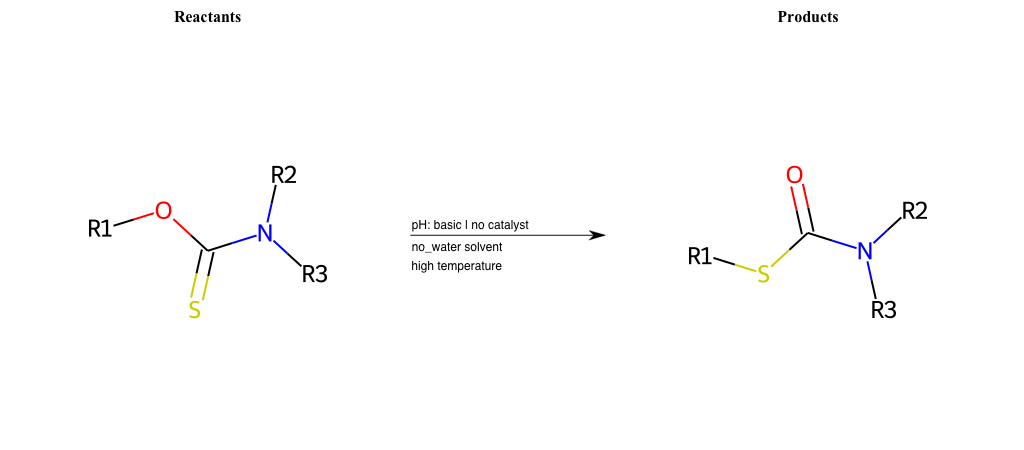 Reactants
Products
R1
O
S
N
R2
R3
pH: basic | no catalyst
no_water solvent
high temperature
R1
S
O
N
R2
R3